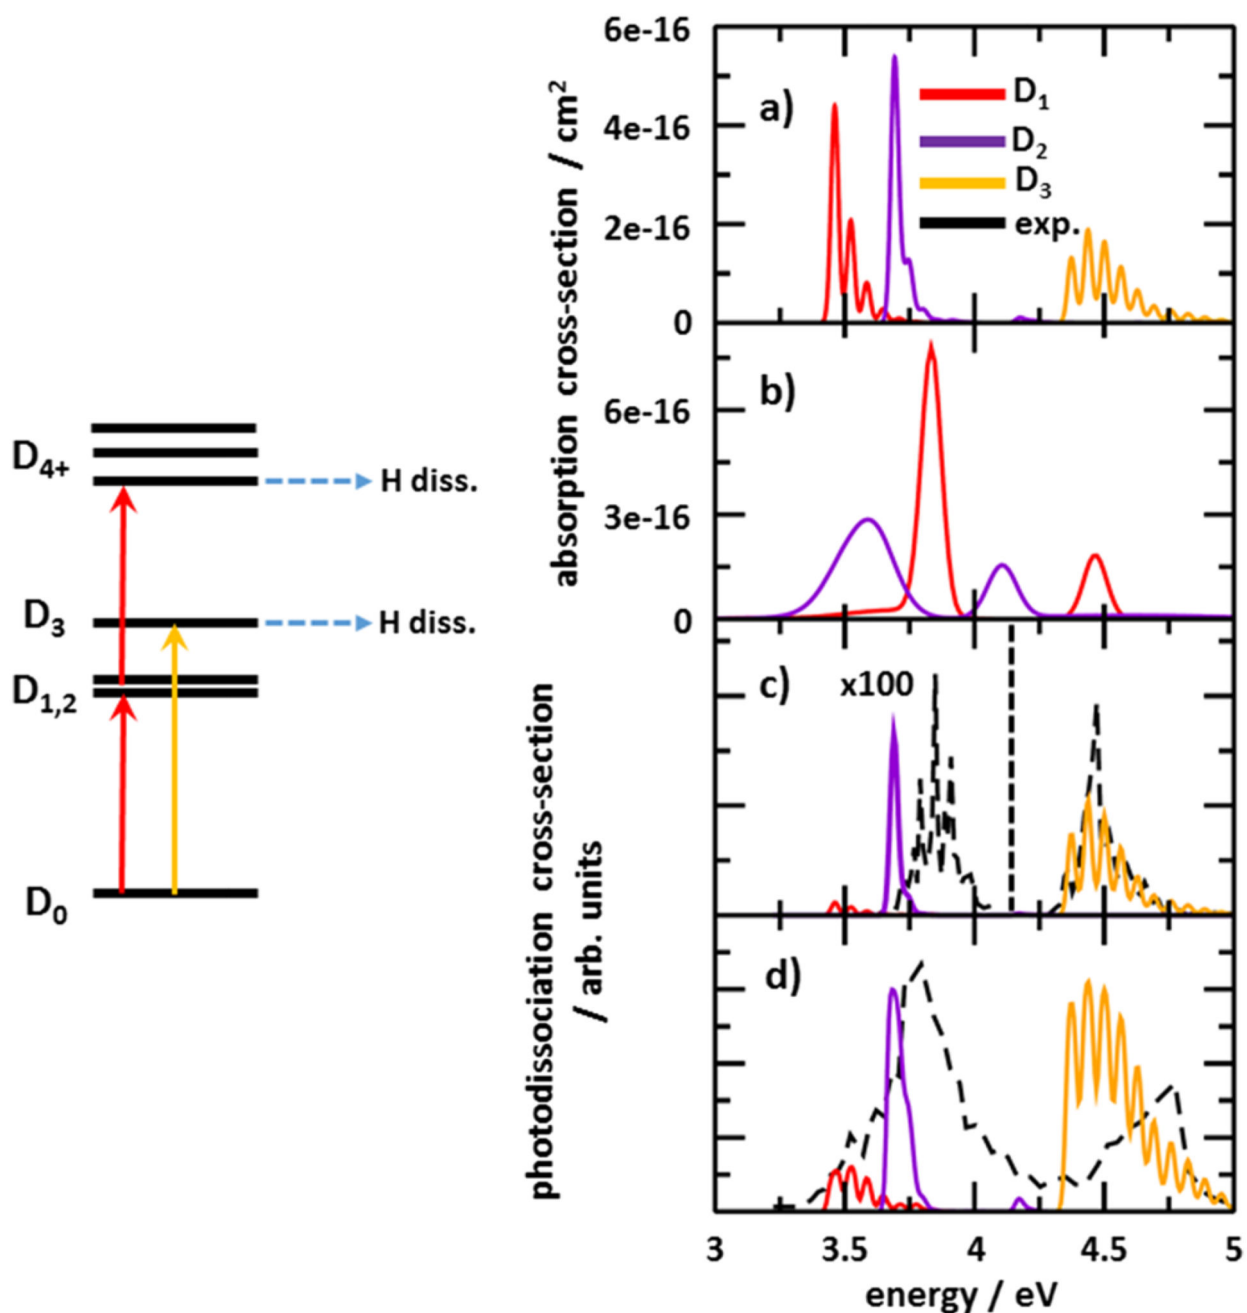 D4+
H diss.
D3
H diss.
D1,2
D0
absorption cross-section / cm2
photodissociation cross-section
/ arb. units
6e-16
4e-16
2e-16
0
a)
D1
D2
D3
exp.
6e-16
3e-16
0
b)
c)
x100
d)
3
3.5
4
4.5
5
energy / eV